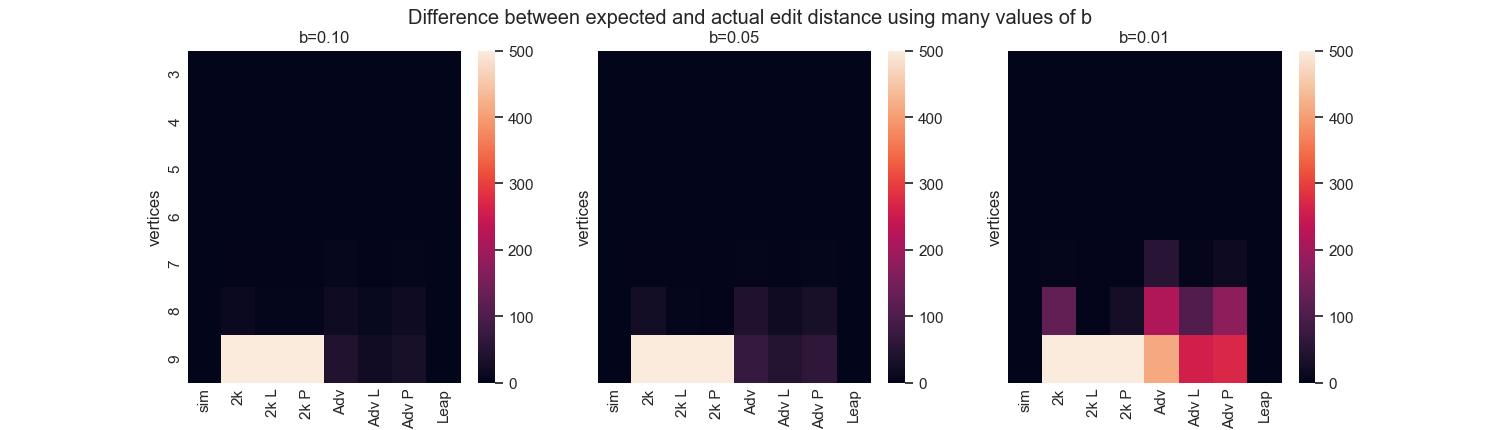 Difference between expected and actual edit distance using many values of b
b=0.10
vertices
3
4
5
6
7
8
9
sim
2k
2k L
2k P
Adv
Adv L
Adv P
Leap
500
400
300
200
100
0
b=0.05
vertices
sim
2k
2k L
2k P
Adv
Adv L
Adv P
Leap
500
400
300
200
100
0
b=0.01
vertices
sim
2k
2k L
2k P
Adv
Adv L
Adv P
Leap
500
400
300
200
100
0